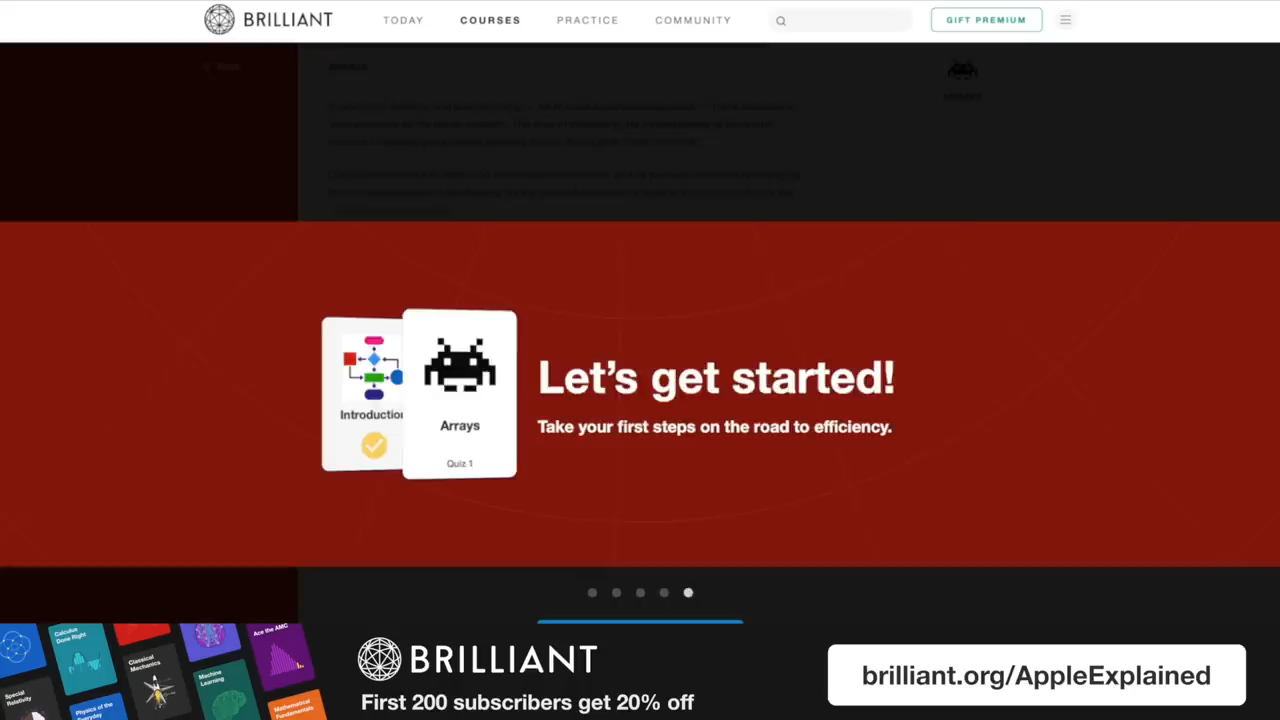 BRILLIANT
TODAY
COURSES
PRACTICE
COMMUNITY
GIFT PREMIUM
Introduction
Arrays
Quiz 1
Let's get started!
Take your first steps on the road to efficiency.
Calculus
Done Right
Ace the AMC
Classical
Mechanics
Machine
Learning
Special
Relativity
Physics of the
Everyday
Mathematical
Fundamentals
BRILLIANT
First 200 subscribers get 20% off
brilliant.org/AppleExplained